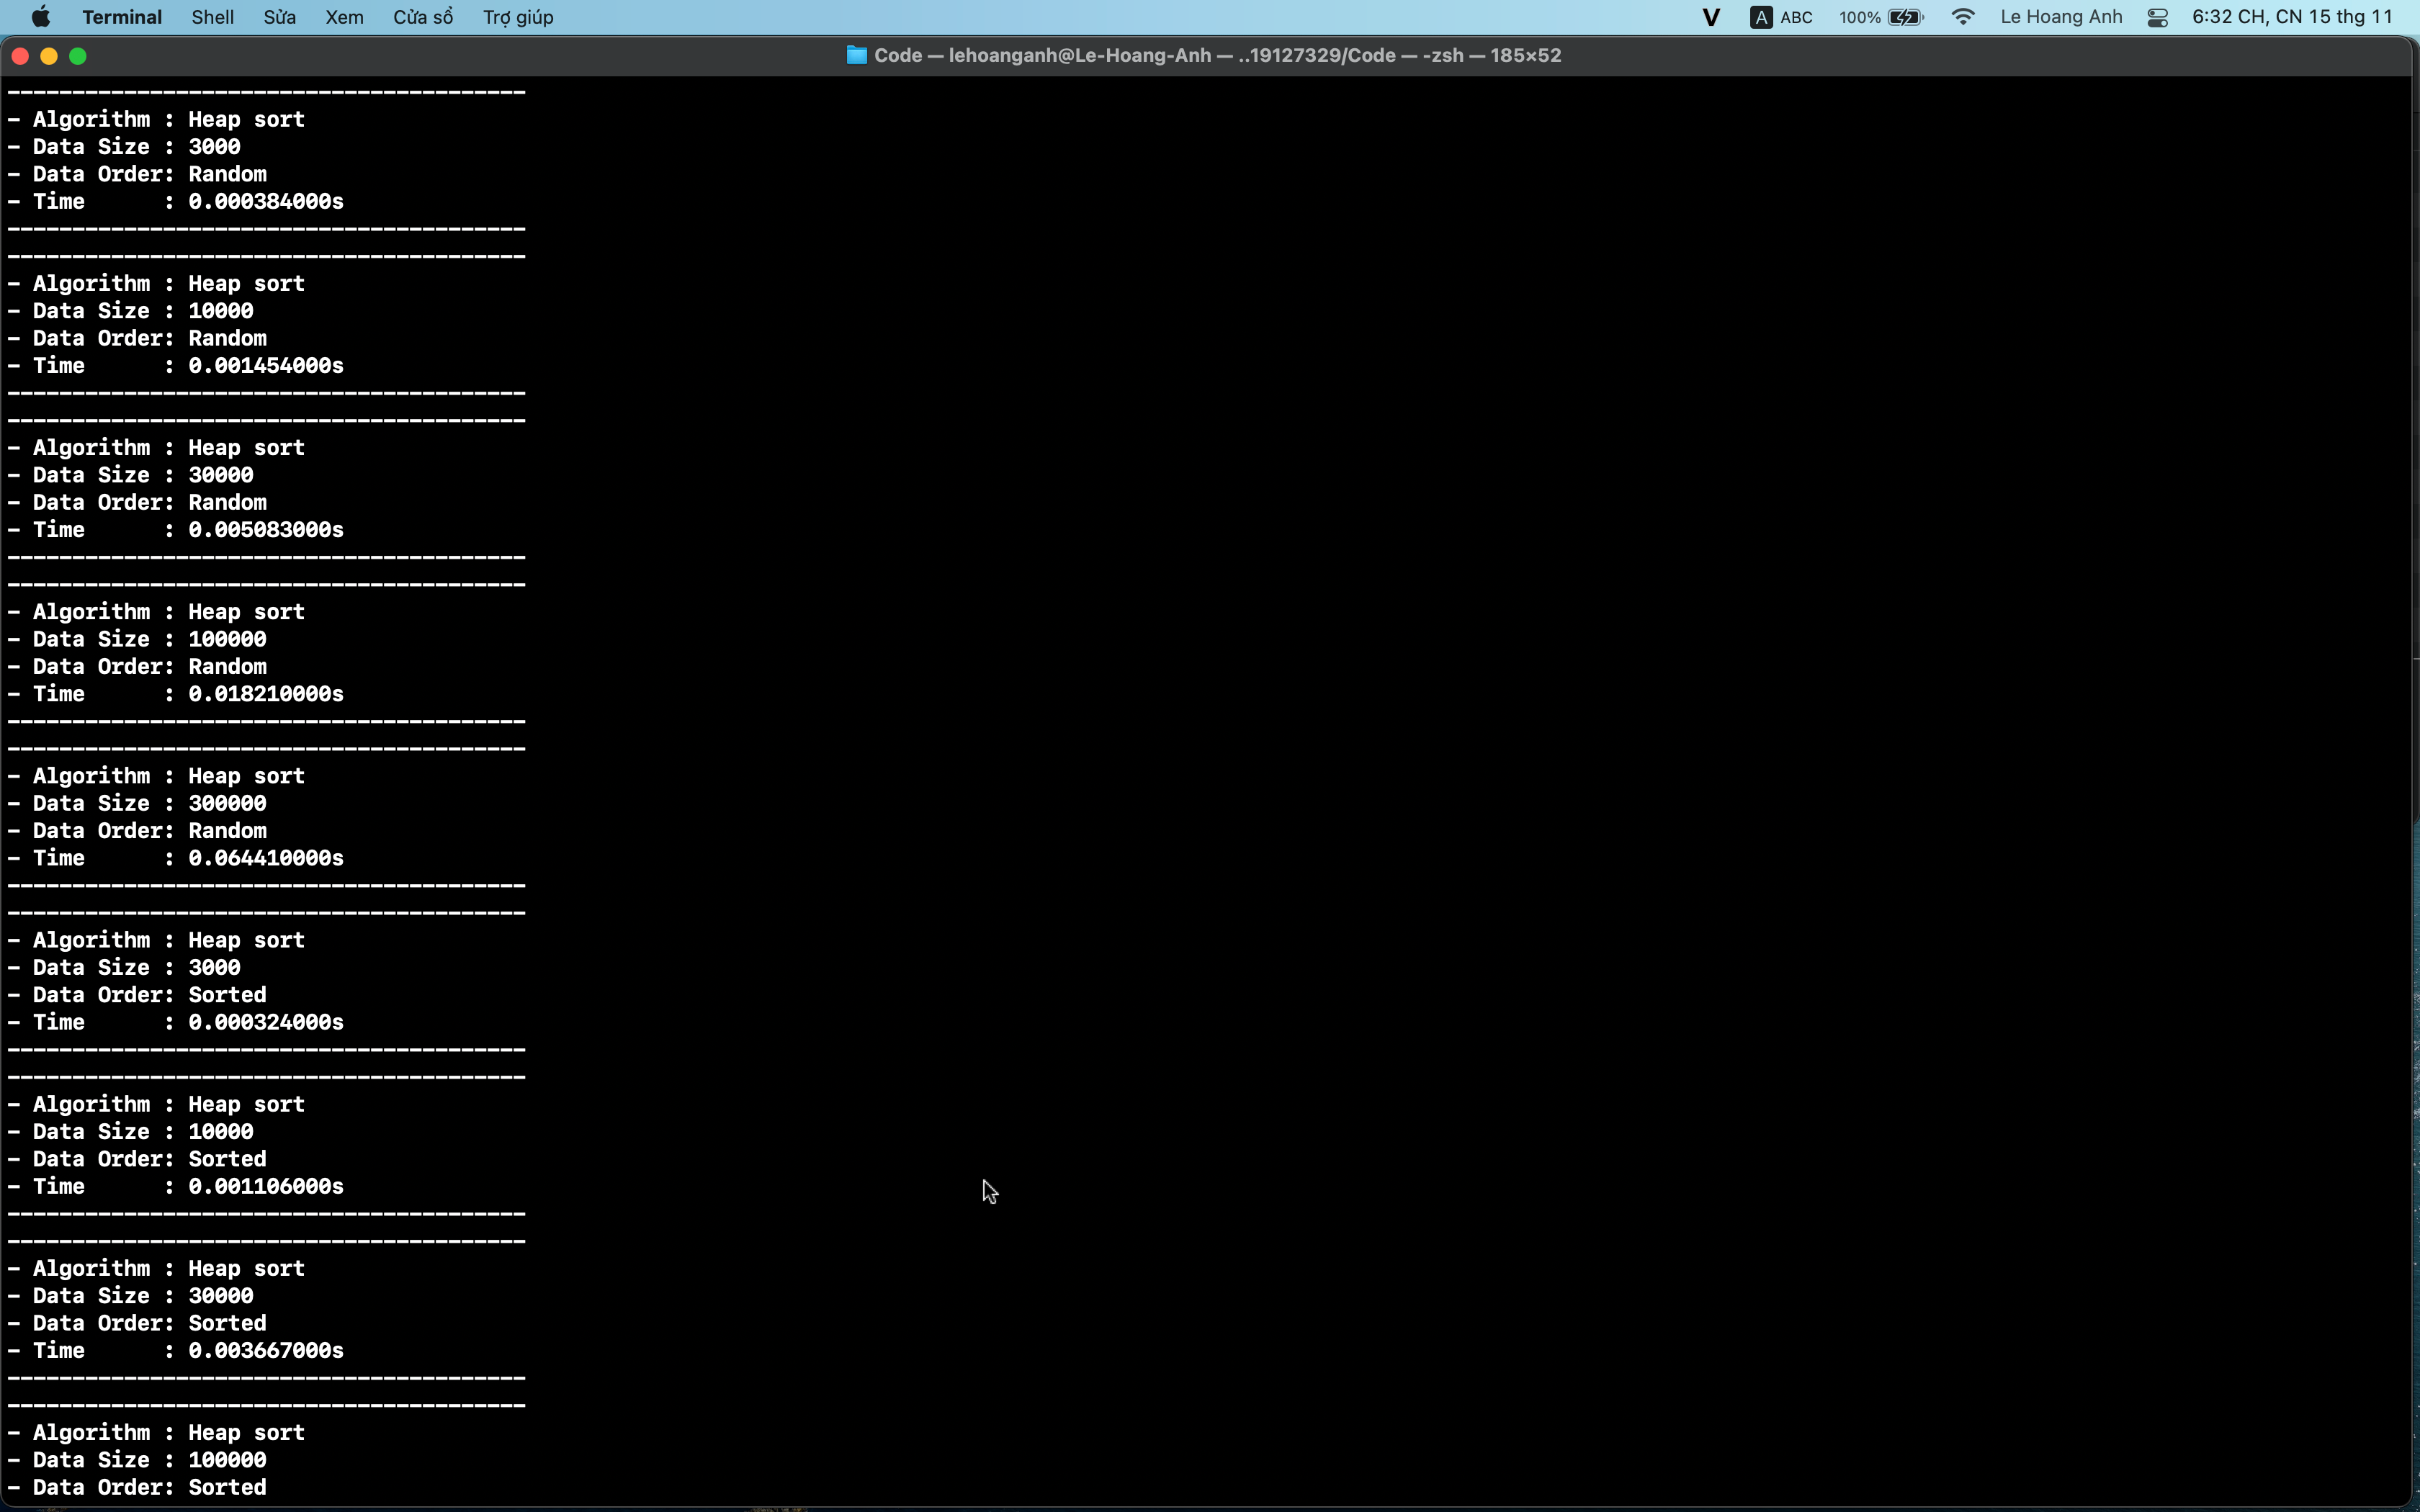 Terminal Shell Sửa Xem Cửa sổ Trợ giúp V A ABC 100% Le Hoang Anh 6:32 CH, CN 15 thg 11
Code — lehoanganh@Le-Hoang-Anh — ..19127329/Code — -zsh — 185×52
----------------------------------------
- Algorithm : Heap sort
- Data Size : 3000
- Data Order: Random
- Time      : 0.000384000s
----------------------------------------
----------------------------------------
- Algorithm : Heap sort
- Data Size : 10000
- Data Order: Random
- Time      : 0.001454000s
----------------------------------------
----------------------------------------
- Algorithm : Heap sort
- Data Size : 30000
- Data Order: Random
- Time      : 0.005083000s
----------------------------------------
----------------------------------------
- Algorithm : Heap sort
- Data Size : 100000
- Data Order: Random
- Time      : 0.018210000s
----------------------------------------
----------------------------------------
- Algorithm : Heap sort
- Data Size : 300000
- Data Order: Random
- Time      : 0.064410000s
----------------------------------------
----------------------------------------
- Algorithm : Heap sort
- Data Size : 3000
- Data Order: Sorted
- Time      : 0.000324000s
----------------------------------------
----------------------------------------
- Algorithm : Heap sort
- Data Size : 10000
- Data Order: Sorted
- Time      : 0.001106000s
----------------------------------------
----------------------------------------
- Algorithm : Heap sort
- Data Size : 30000
- Data Order: Sorted
- Time      : 0.003667000s
----------------------------------------
----------------------------------------
- Algorithm : Heap sort
- Data Size : 100000
- Data Order: Sorted